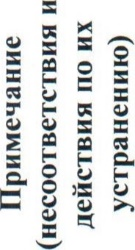 Примечание
(несоответствия и
действия по их
устранению)